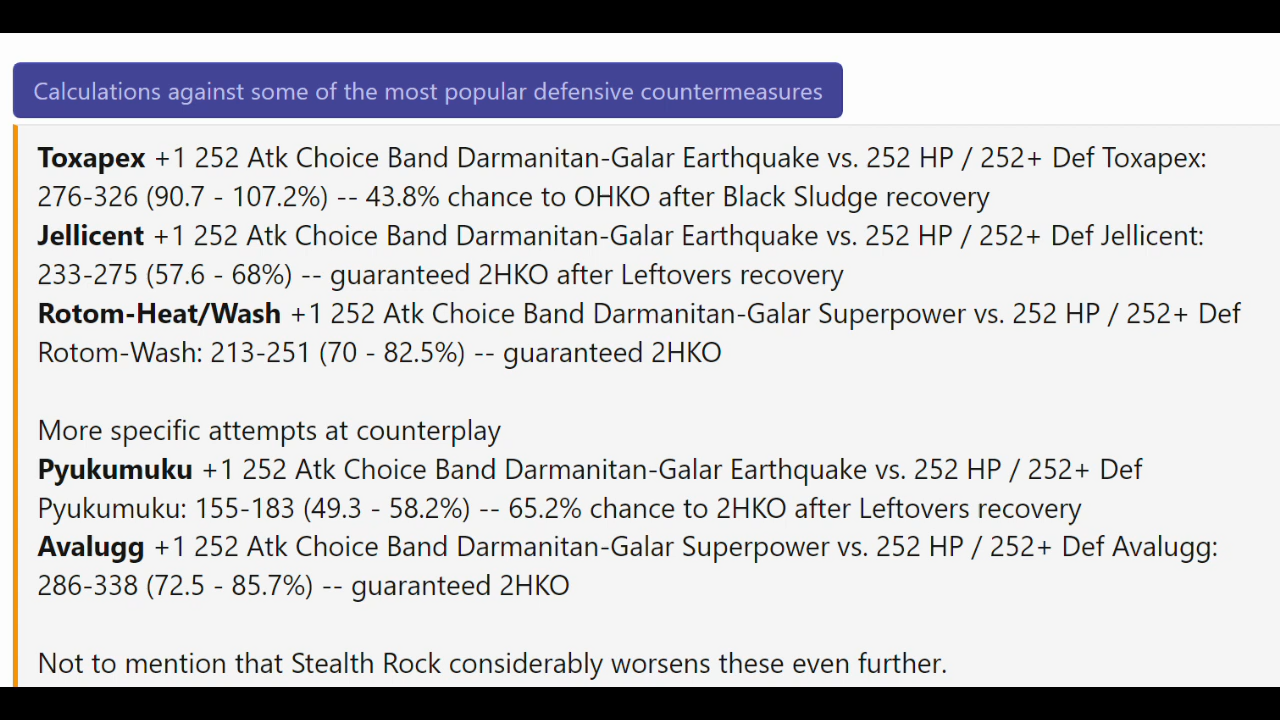 Calculations against some of the most popular defensive countermeasures
Toxapex +1 252 Atk Choice Band Darmanitan-Galar Earthquake vs. 252 HP / 252+ Def Toxapex:
276-326 (90.7 - 107.2%) -- 43.8% chance to OHKO after Black Sludge recovery
Jellicent +1 252 Atk Choice Band Darmanitan-Galar Earthquake vs. 252 HP / 252+ Def Jellicent:
233-275 (57.6 - 68%) -- guaranteed 2HKO after Leftovers recovery
Rotom-Heat/Wash +1 252 Atk Choice Band Darmanitan-Galar Superpower vs. 252 HP / 252+ Def
Rotom-Wash: 213-251 (70 - 82.5%) -- guaranteed 2HKO
More specific attempts at counterplay
Pyukumuku +1 252 Atk Choice Band Darmanitan-Galar Earthquake vs. 252 HP / 252+ Def
Pyukumuku: 155-183 (49.3 - 58.2%) -- 65.2% chance to 2HKO after Leftovers recovery
Avalugg +1 252 Atk Choice Band Darmanitan-Galar Superpower vs. 252 HP / 252+ Def Avalugg:
286-338 (72.5 - 85.7%) -- guaranteed 2HKO
Not to mention that Stealth Rock considerably worsens these even further.